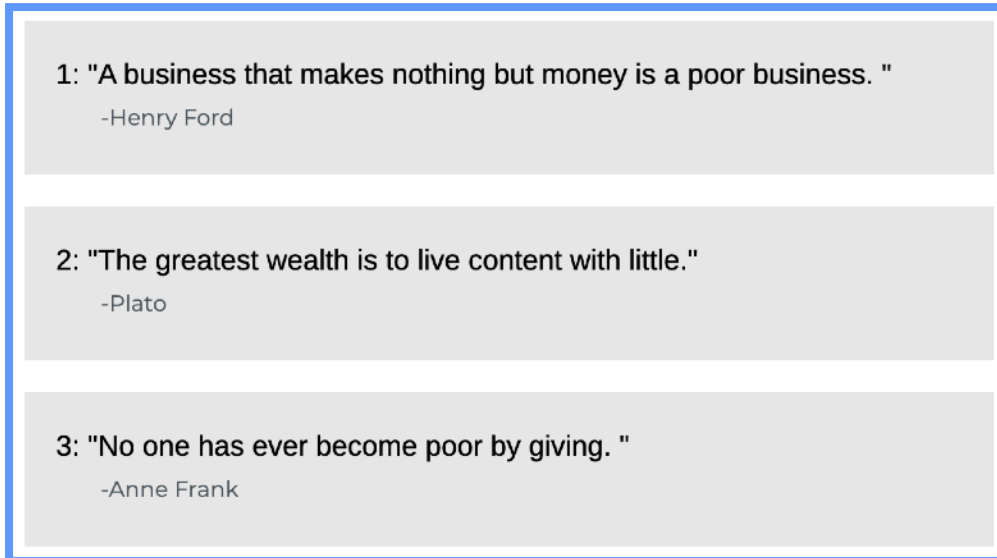 1: "A business that makes nothing but money is a poor business. "
-Henry Ford
2: "The greatest wealth is to live content with little."
-Plato
3: "No one has ever become poor by giving. "
-Anne Frank